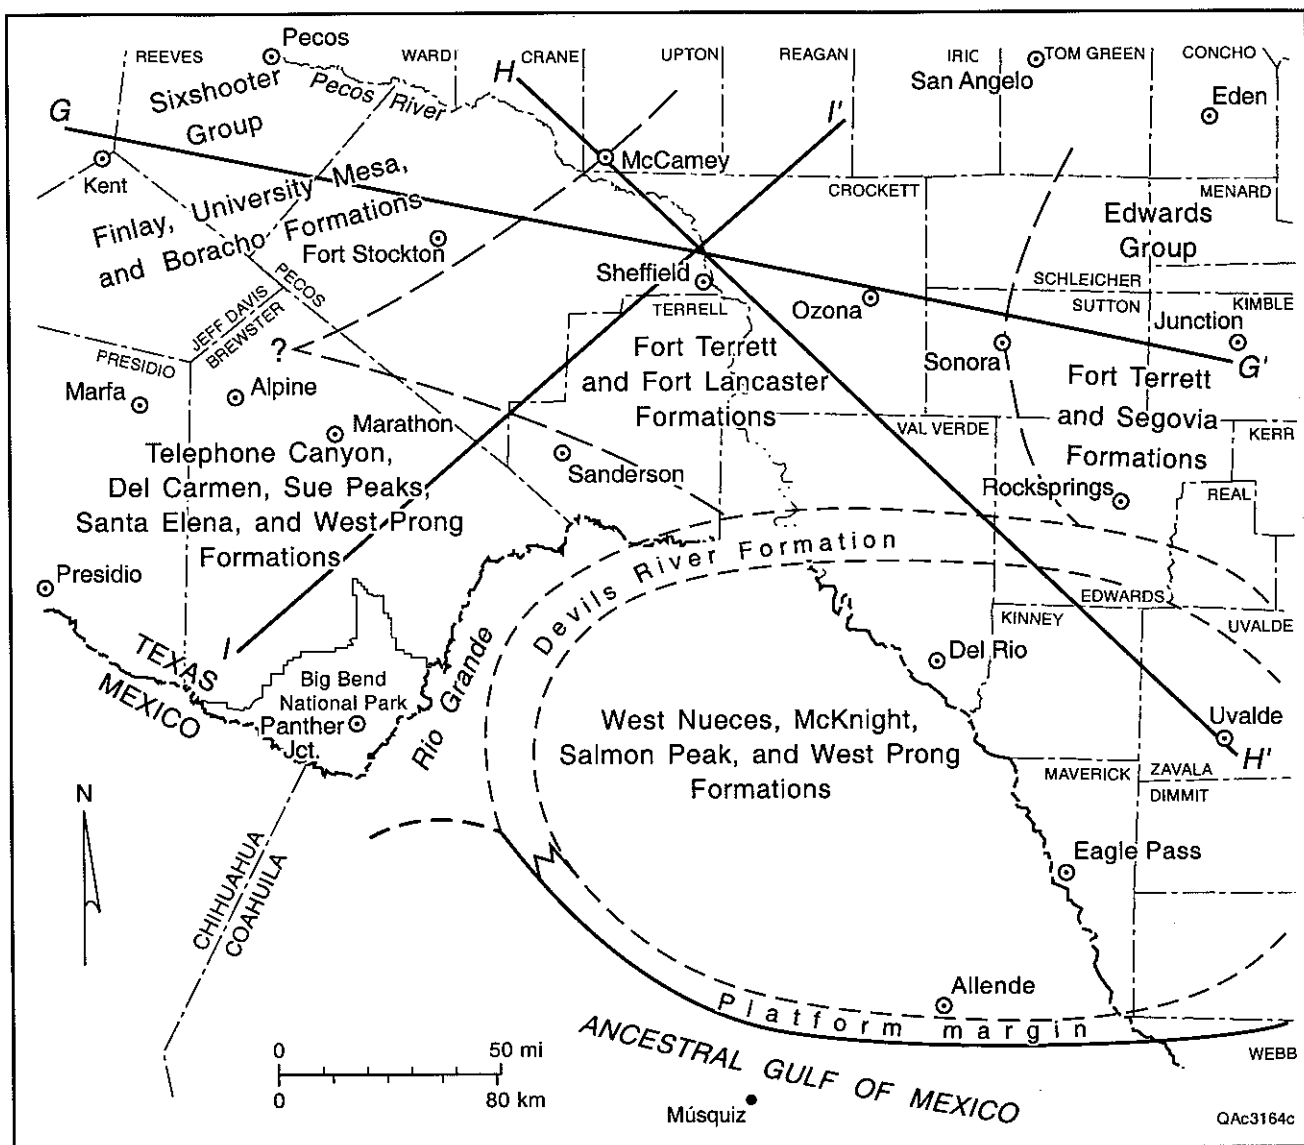 Pecos
REEVES
WARD
H
CRANE
UPTON
REAGAN
IRIC
TOM GREEN
CONCHO
San Angelo
Sixshooter
Group
Pecos River
Eden
G
I'
McCamey
Kent
CROCKETT
MENARD
Finlay, University Mesa,
and Boracho Formations
Edwards
Group
Fort Stockton
PECOS
Sheffield
SCHLEICHER
JEFF DAVIS
BREWSTER
TERRELL
Ozona
SUTTON
KIMBLE
Junction
PRESIDIO
?
Fort Terrett
and Fort Lancaster
Formations
Sonora
G'
Marfa
Alpine
Fort Terrett
and Segovia
Formations
Marathon
VAL VERDE
KERR
Telephone Canyon,
Del Carmen, Sue Peaks,
Santa Elena, and West Prong
Formations
Sanderson
Rocksprings
REAL
Devils River Formation
Presidio
EDWARDS
KINNEY
UVALDE
TEXAS
MEXICO
I
Big Bend
National Park
Panther
Jct.
Rio Grande
Del Rio
West Nueces, McKnight,
Salmon Peak, and West Prong
Formations
Uvalde
H'
MAVERICK
ZAVALA
DIMMIT
N
Eagle Pass
CHIHUAHUA
COAHUILA
Allende
Platform margin
0 50 mi
0 80 km
ANCESTRAL GULF OF MEXICO
WEBB
Músquiz
QAc3164c